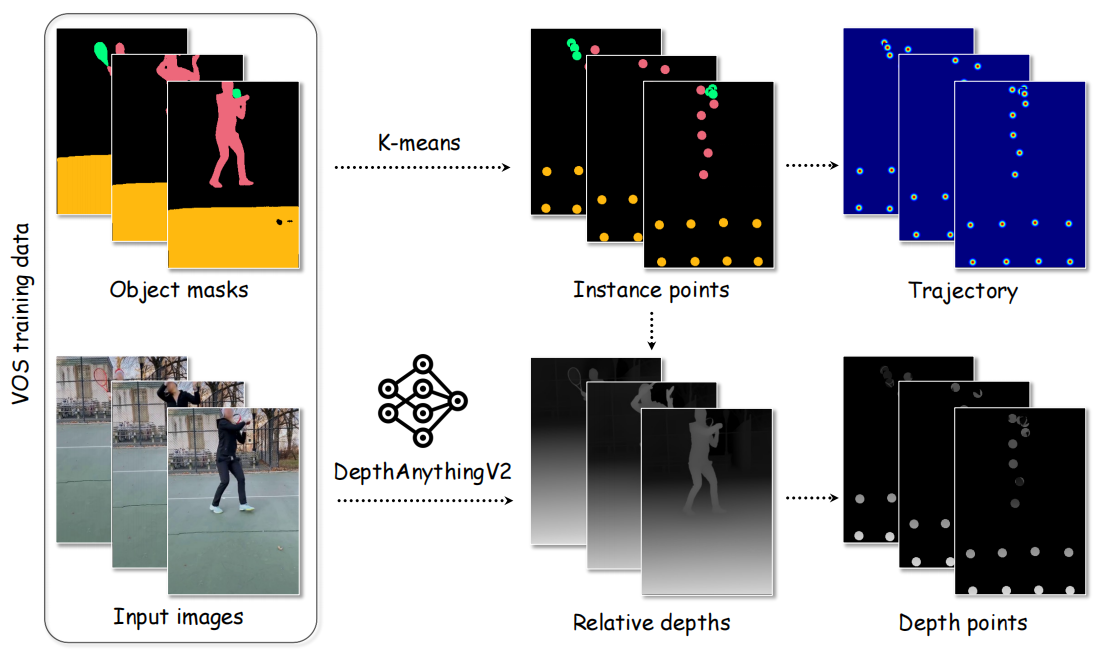 VOS training data
K-means
Object masks
Instance points
Trajectory
DepthAnythingV2
Input images
Relative depths
Depth points